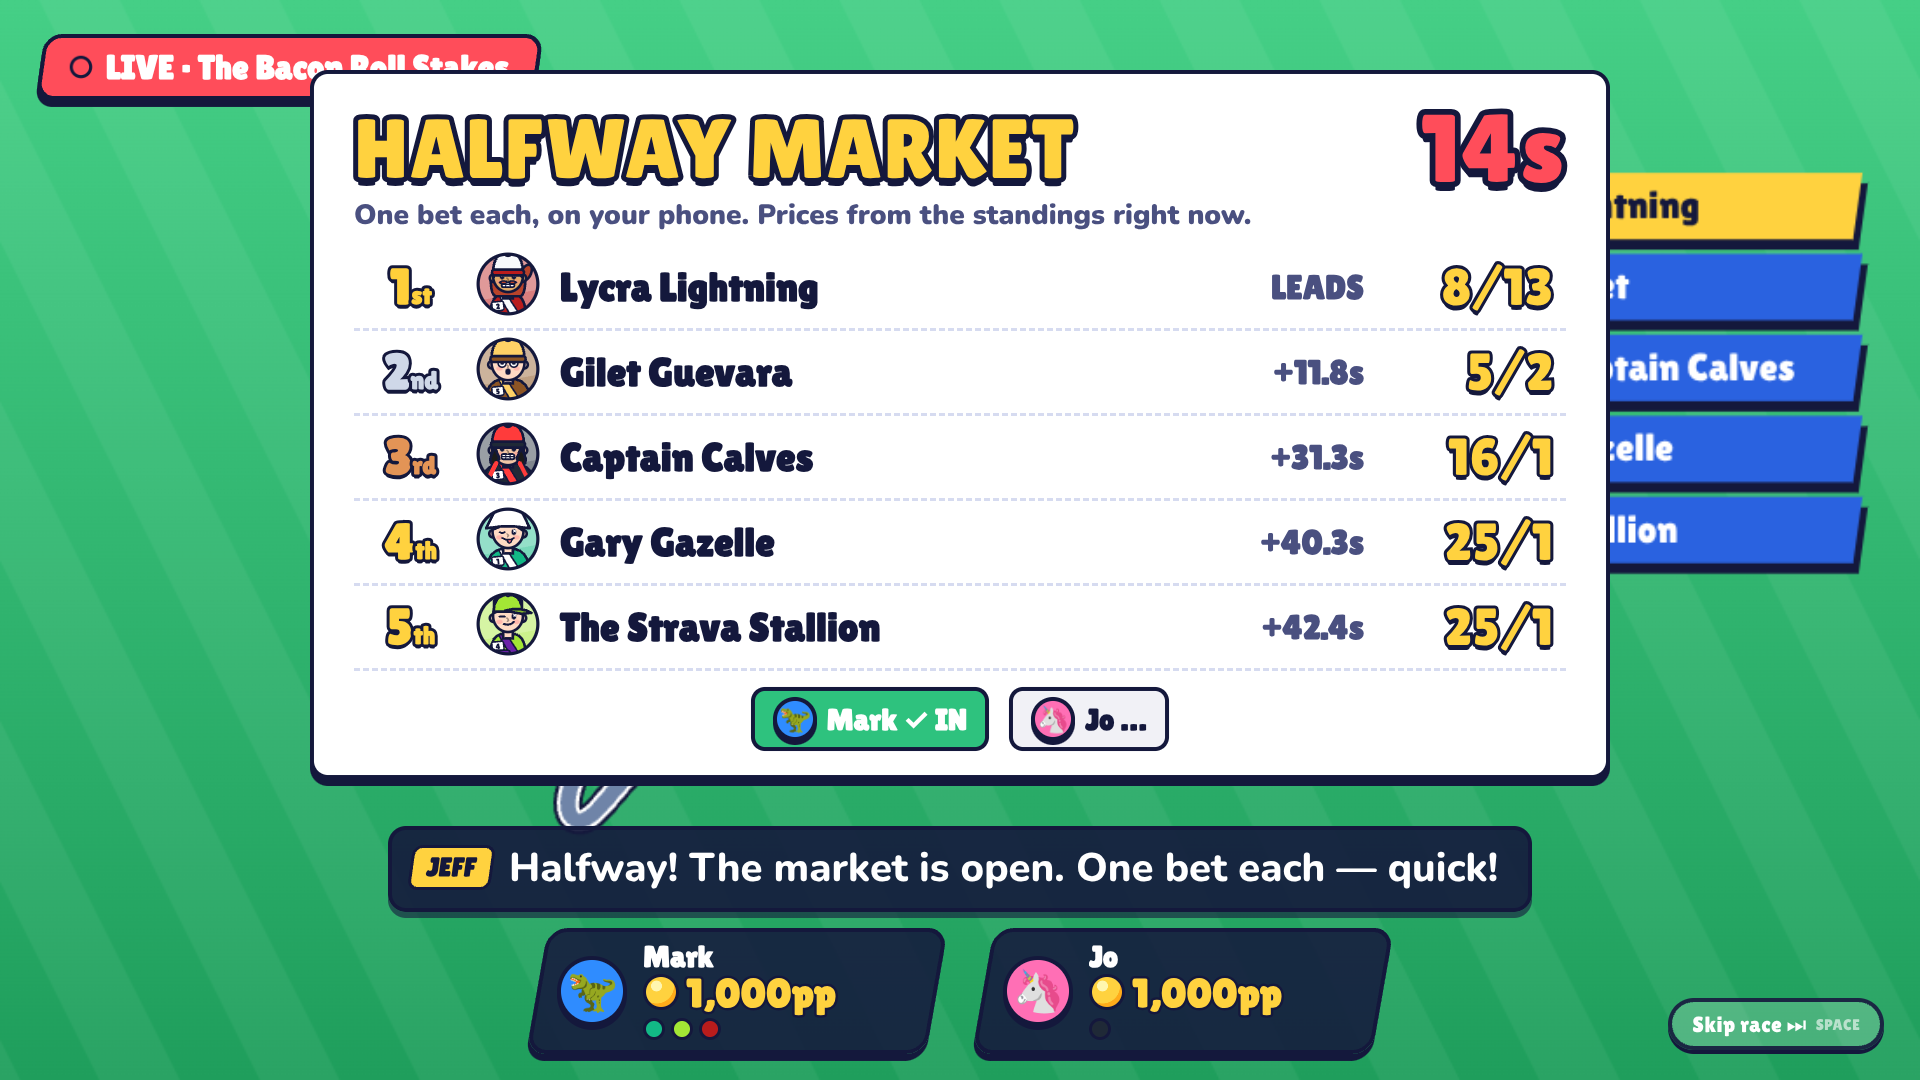 LIVE · The Bacon Roll Stakes
HALFWAY MARKET
14s
One bet each, on your phone. Prices from the standings right now.
1st Lycra Lightning LEADS 8/13
2nd Gilet Guevara +11.8s 5/2
3rd Captain Calves +31.3s 16/1
4th Gary Gazelle +40.3s 25/1
5th The Strava Stallion +42.4s 25/1
Mark ✓ IN
Jo ...
JEFF Halfway! The market is open. One bet each — quick!
Mark
1,000pp
Jo
1,000pp
Skip race ⏭ SPACE